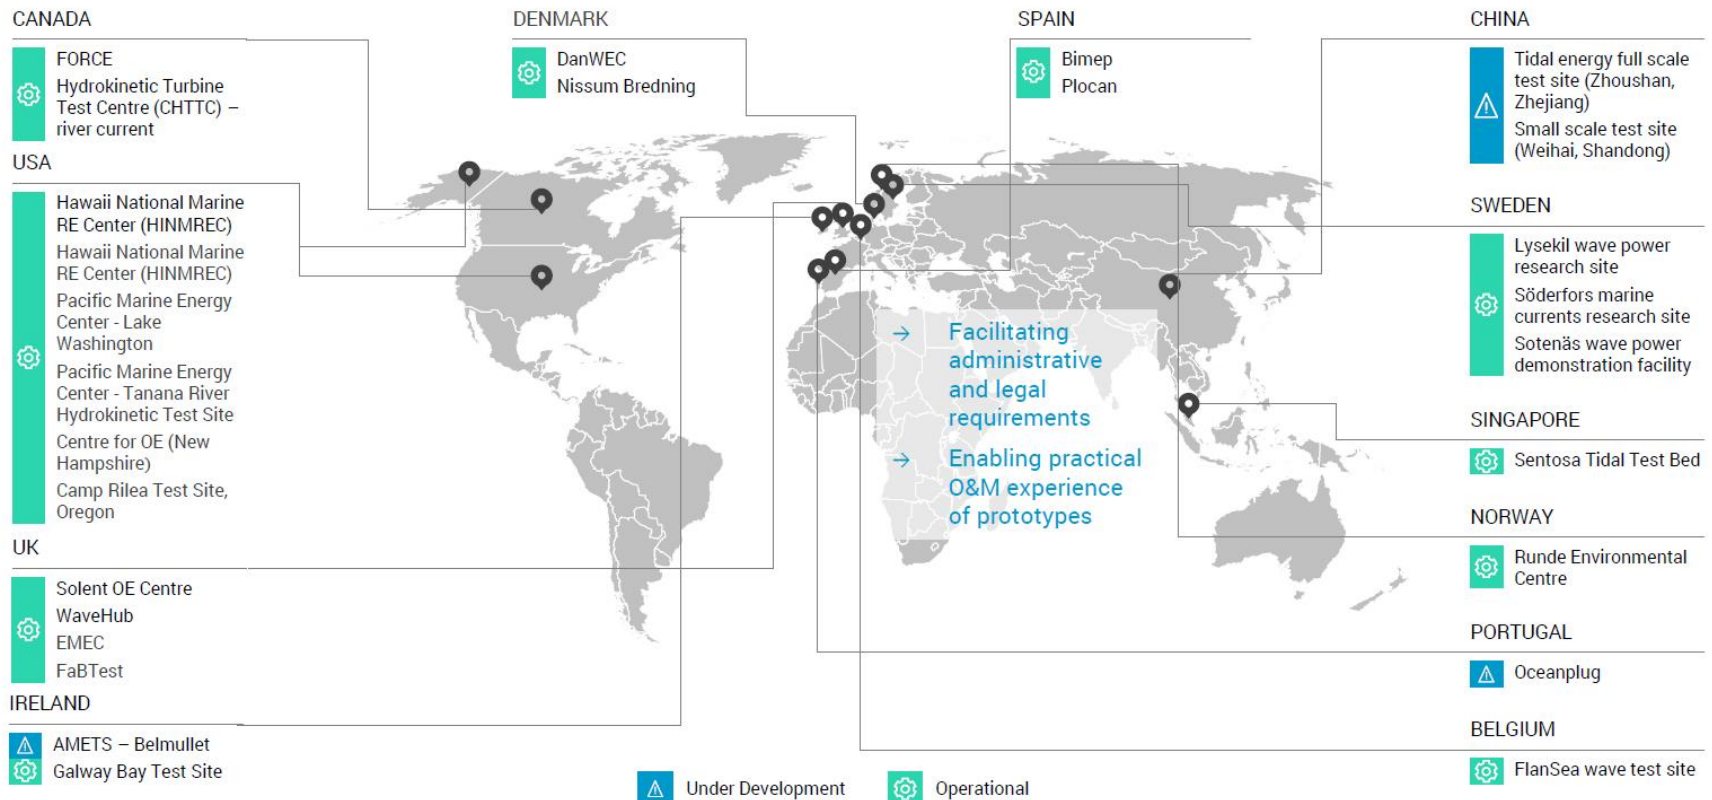 CANADA
FORCE
Hydrokinetic Turbine
Test Centre (CHTTC) –
river current
USA
Hawaii National Marine
RE Center (HINMREC)
Hawaii National Marine
RE Center (HINMREC)
Pacific Marine Energy
Center - Lake
Washington
Pacific Marine Energy
Center - Tanana River
Hydrokinetic Test Site
Centre for OE (New
Hampshire)
Camp Rilea Test Site,
Oregon
UK
Solent OE Centre
WaveHub
EMEC
FaBTest
IRELAND
AMETS – Belmullet
Galway Bay Test Site
DENMARK
DanWEC
Nissum Bredning
SPAIN
Bimep
Plocan
→ Facilitating
administrative
and legal
requirements
→ Enabling practical
O&M experience
of prototypes
CHINA
Tidal energy full scale
test site (Zhoushan,
Zhejiang)
Small scale test site
(Weihai, Shandong)
SWEDEN
Lysekil wave power
research site
Söderfors marine
currents research site
Sotenäs wave power
demonstration facility
SINGAPORE
Sentosa Tidal Test Bed
NORWAY
Runde Environmental
Centre
PORTUGAL
Oceanplug
BELGIUM
FlanSea wave test site
Under Development
Operational